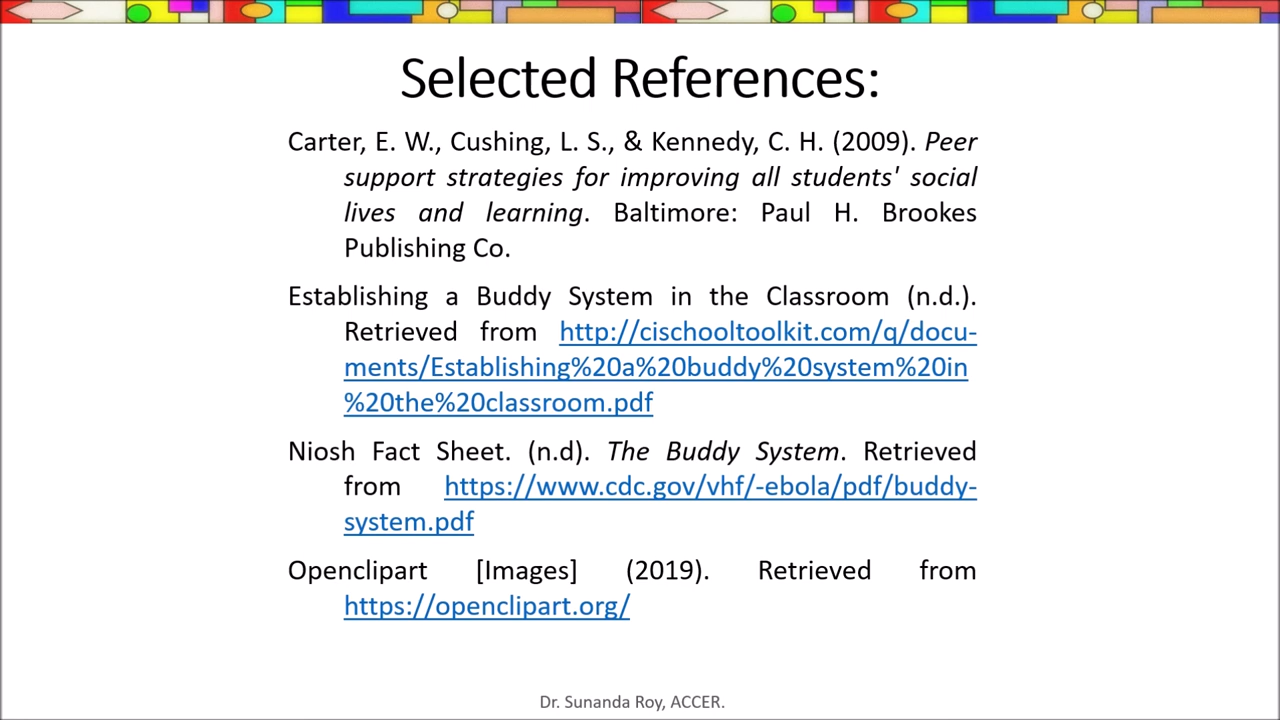 Selected References:
Carter, E. W., Cushing, L. S., & Kennedy, C. H. (2009). Peer
support strategies for improving all students' social
lives and learning. Baltimore: Paul H. Brookes
Publishing Co.
Establishing a Buddy System in the Classroom (n.d.).
Retrieved from http://cischooltoolkit.com/q/docu-
ments/Establishing%20a%20buddy%20system%20in
%20the%20classroom.pdf
Niosh Fact Sheet. (n.d). The Buddy System. Retrieved
from https://www.cdc.gov/vhf/-ebola/pdf/buddy-
system.pdf
Openclipart [Images] (2019). Retrieved from
https://openclipart.org/
Dr. Sunanda Roy, ACCER.